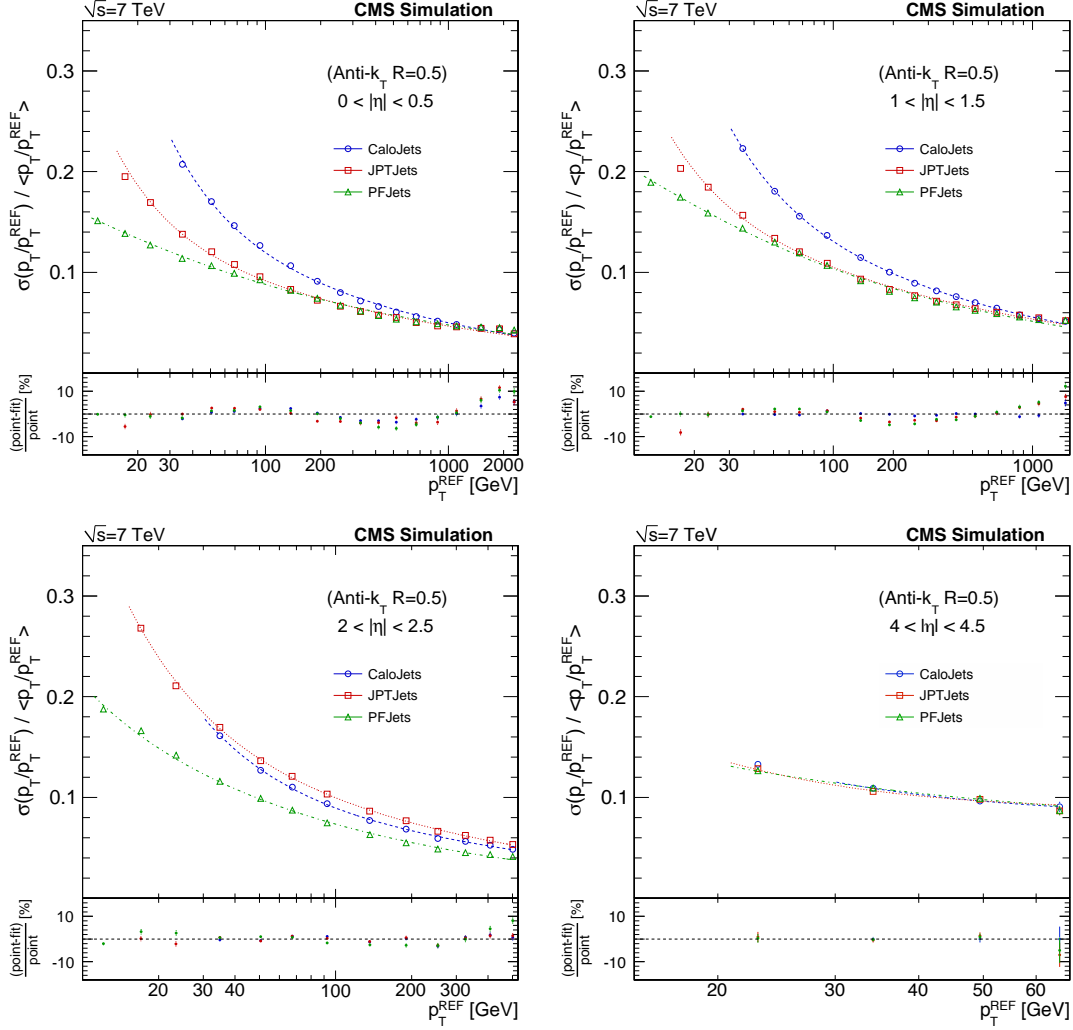 √s=7 TeV CMS Simulation
(Anti-k_T R=0.5)
0 < |η| < 0.5
CaloJets
JPTJets
PFJets
σ(p_T/p_T^REF) / <p_T/p_T^REF>
0.3
0.2
0.1
(point-fit)/point [%]
10
-10
20 30 100 200 1000 2000
p_T^REF [GeV]
√s=7 TeV CMS Simulation
(Anti-k_T R=0.5)
1 < |η| < 1.5
CaloJets
JPTJets
PFJets
σ(p_T/p_T^REF) / <p_T/p_T^REF>
0.3
0.2
0.1
(point-fit)/point [%]
10
-10
20 30 100 200 1000
p_T^REF [GeV]
√s=7 TeV CMS Simulation
(Anti-k_T R=0.5)
2 < |η| < 2.5
CaloJets
JPTJets
PFJets
σ(p_T/p_T^REF) / <p_T/p_T^REF>
0.3
0.2
0.1
(point-fit)/point [%]
10
-10
20 30 40 100 200 300
p_T^REF [GeV]
√s=7 TeV CMS Simulation
(Anti-k_T R=0.5)
4 < |η| < 4.5
CaloJets
JPTJets
PFJets
σ(p_T/p_T^REF) / <p_T/p_T^REF>
0.3
0.2
0.1
(point-fit)/point [%]
10
-10
20 30 40 50 60
p_T^REF [GeV]